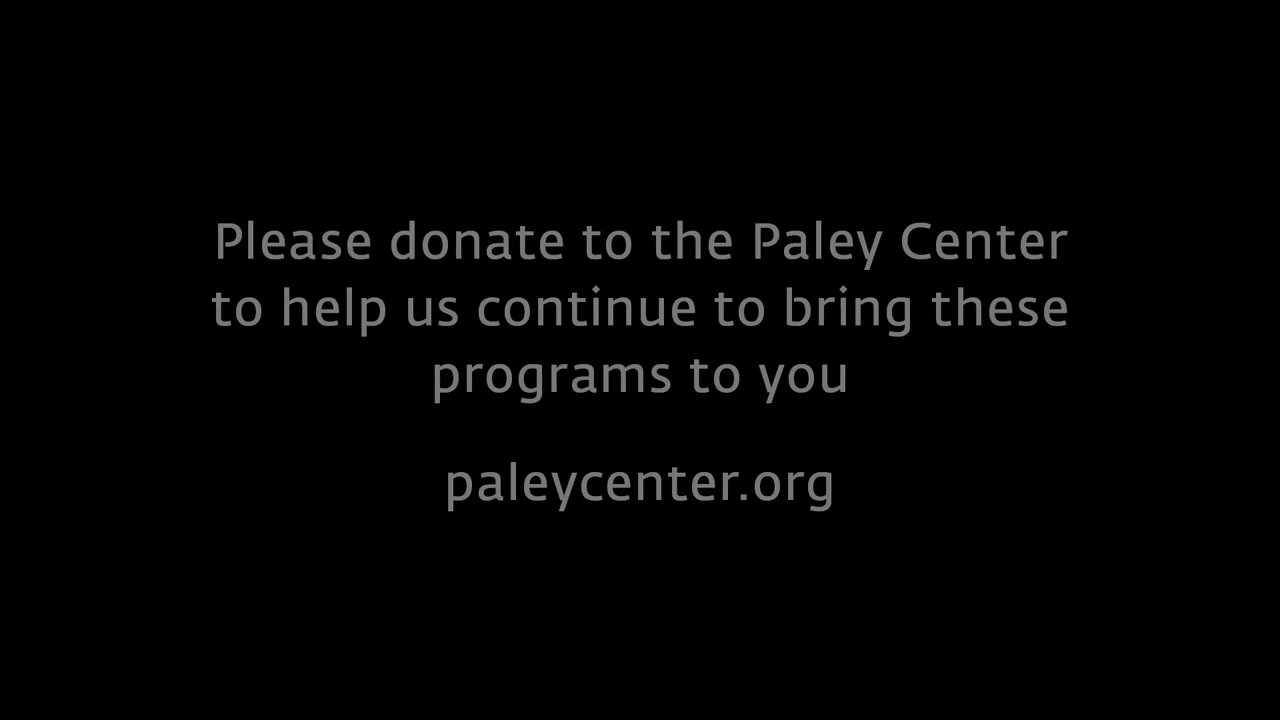 Please donate to the Paley Center
to help us continue to bring these
programs to you
paleycenter.org